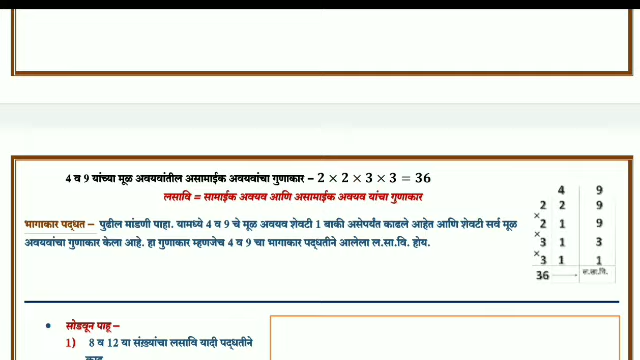 4 व 9 यांच्या मूळ अवयवांतील असामाईक अवयवांचा गुणाकार – 2 × 2 × 3 × 3 = 36
लसावि = सामाईक अवयव आणि असामाईक अवयव यांचा गुणाकार
भागाकार पद्धत – पुढील मांडणी पाहा. यामध्ये 4 व 9 चे मूळ अवयव शेवटी 1 बाकी असेपर्यंत काढले आहेत आणि शेवटी सर्व मूळ
अवयवांचा गुणाकार केला आहे. हा गुणाकार म्हणजेच 4 व 9 चा भागाकार पद्धतीने आलेला ल.सा.वि. होय.
4 9
2 2 9
×
2 1 9
×
3 1 3
×
3 1 1
36 ल.सा.वि.
• सोडवून पाहू –
1) 8 व 12 या संख्यांचा लसावि यादी पद्धतीने